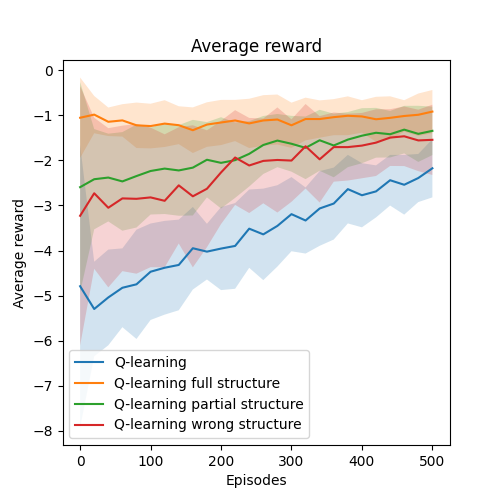 Average reward
0
−1
−2
−3
−4
−5
−6
−7
−8
Average reward
Q-learning
Q-learning full structure
Q-learning partial structure
Q-learning wrong structure
0 100 200 300 400 500
Episodes